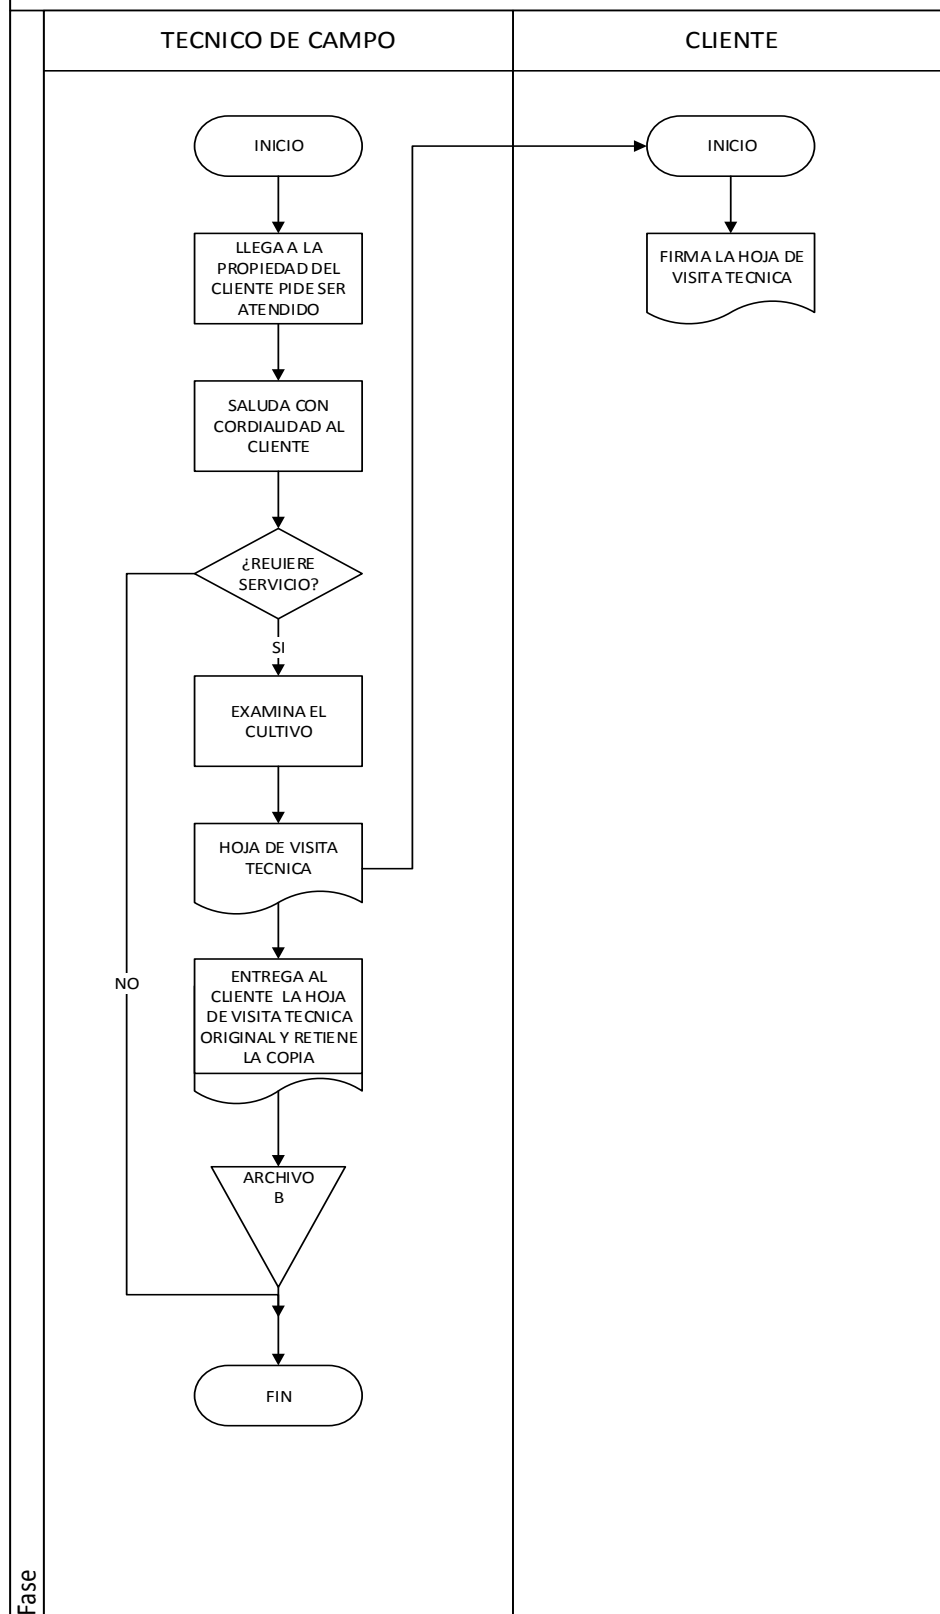 TECNICO DE CAMPO
CLIENTE
INICIO
LLEGA A LA
PROPIEDAD DEL
CLIENTE PIDE SER
ATENDIDO
SALUDA CON
CORDIALIDAD AL
CLIENTE
¿REUIERE
SERVICIO?
SI
EXAMINA EL
CULTIVO
HOJA DE VISITA
TECNICA
NO
ENTREGA AL
CLIENTE LA HOJA
DE VISITA TECNICA
ORIGINAL Y RETIENE
LA COPIA
ARCHIVO
B
FIN
INICIO
FIRMA LA HOJA DE
VISITA TECNICA
Fase